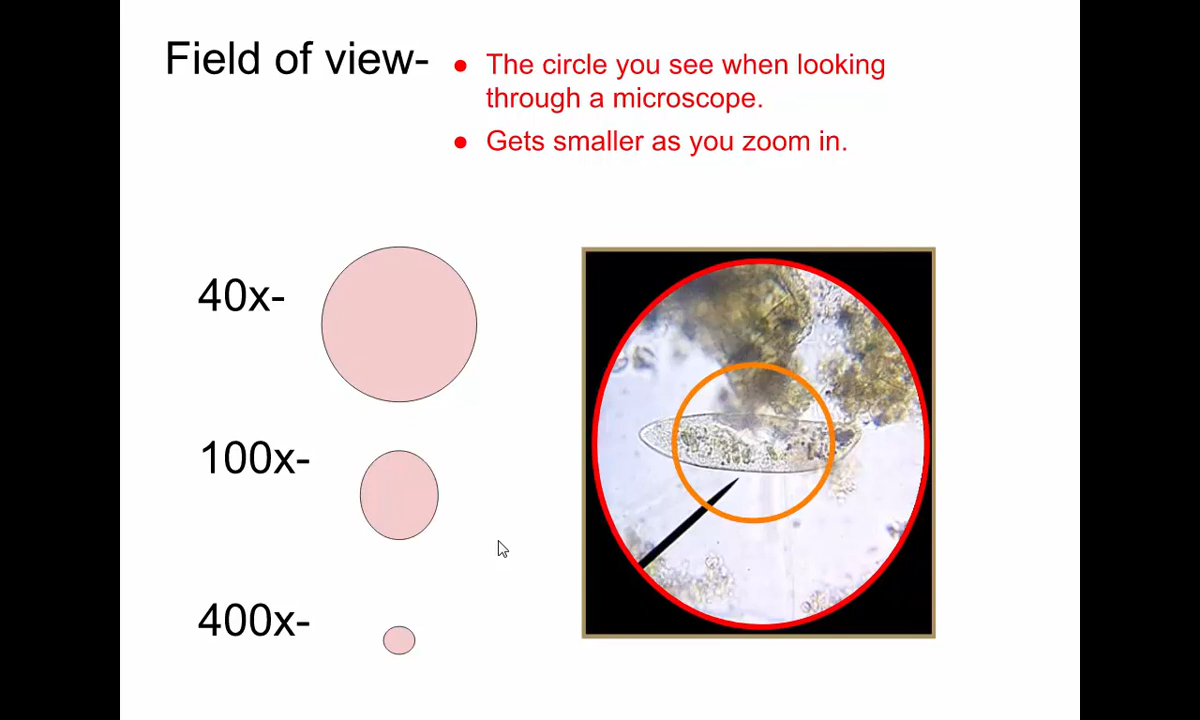 Field of view-
● The circle you see when looking
through a microscope.
● Gets smaller as you zoom in.
40x-
100x-
400x-